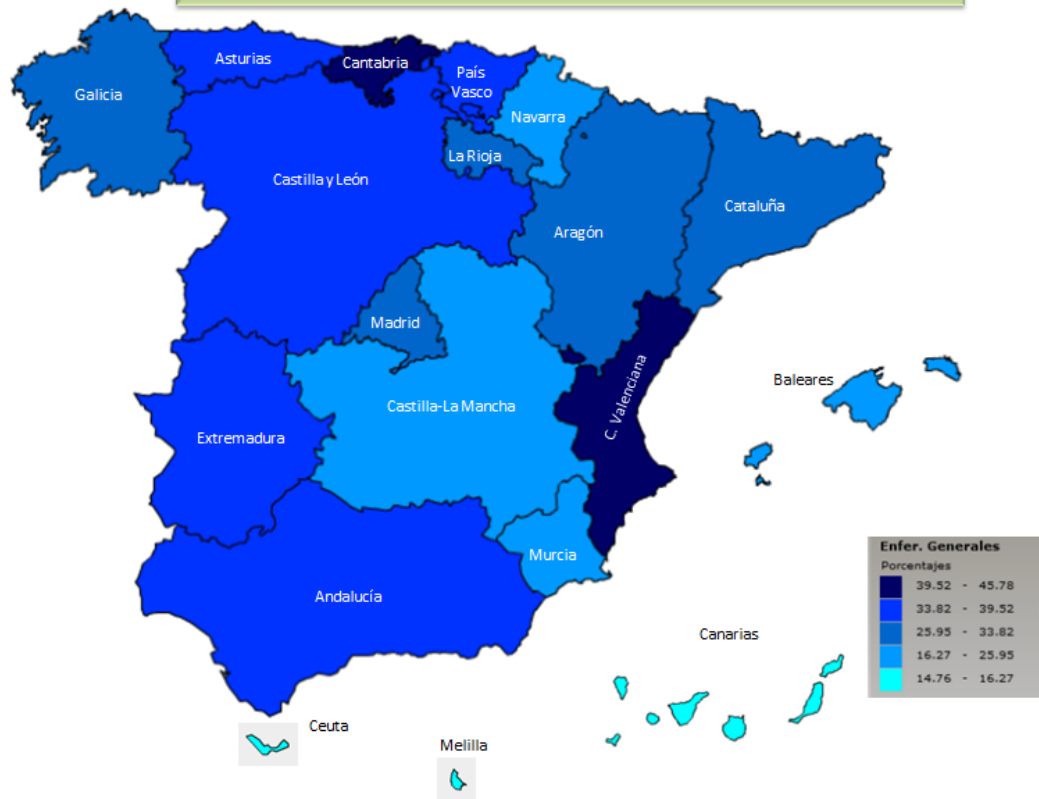 Asturias
Cantabria
País
Vasco
Galicia
Navarra
La Rioja
Castilla y León
Cataluña
Aragón
Madrid
Baleares
C. Valenciana
Castilla-La Mancha
Extremadura
Murcia
Andalucía
Enfer. Generales
Porcentajes
39.52 - 45.78
33.82 - 39.52
25.95 - 33.82
16.27 - 25.95
14.76 - 16.27
Canarias
Ceuta
Melilla